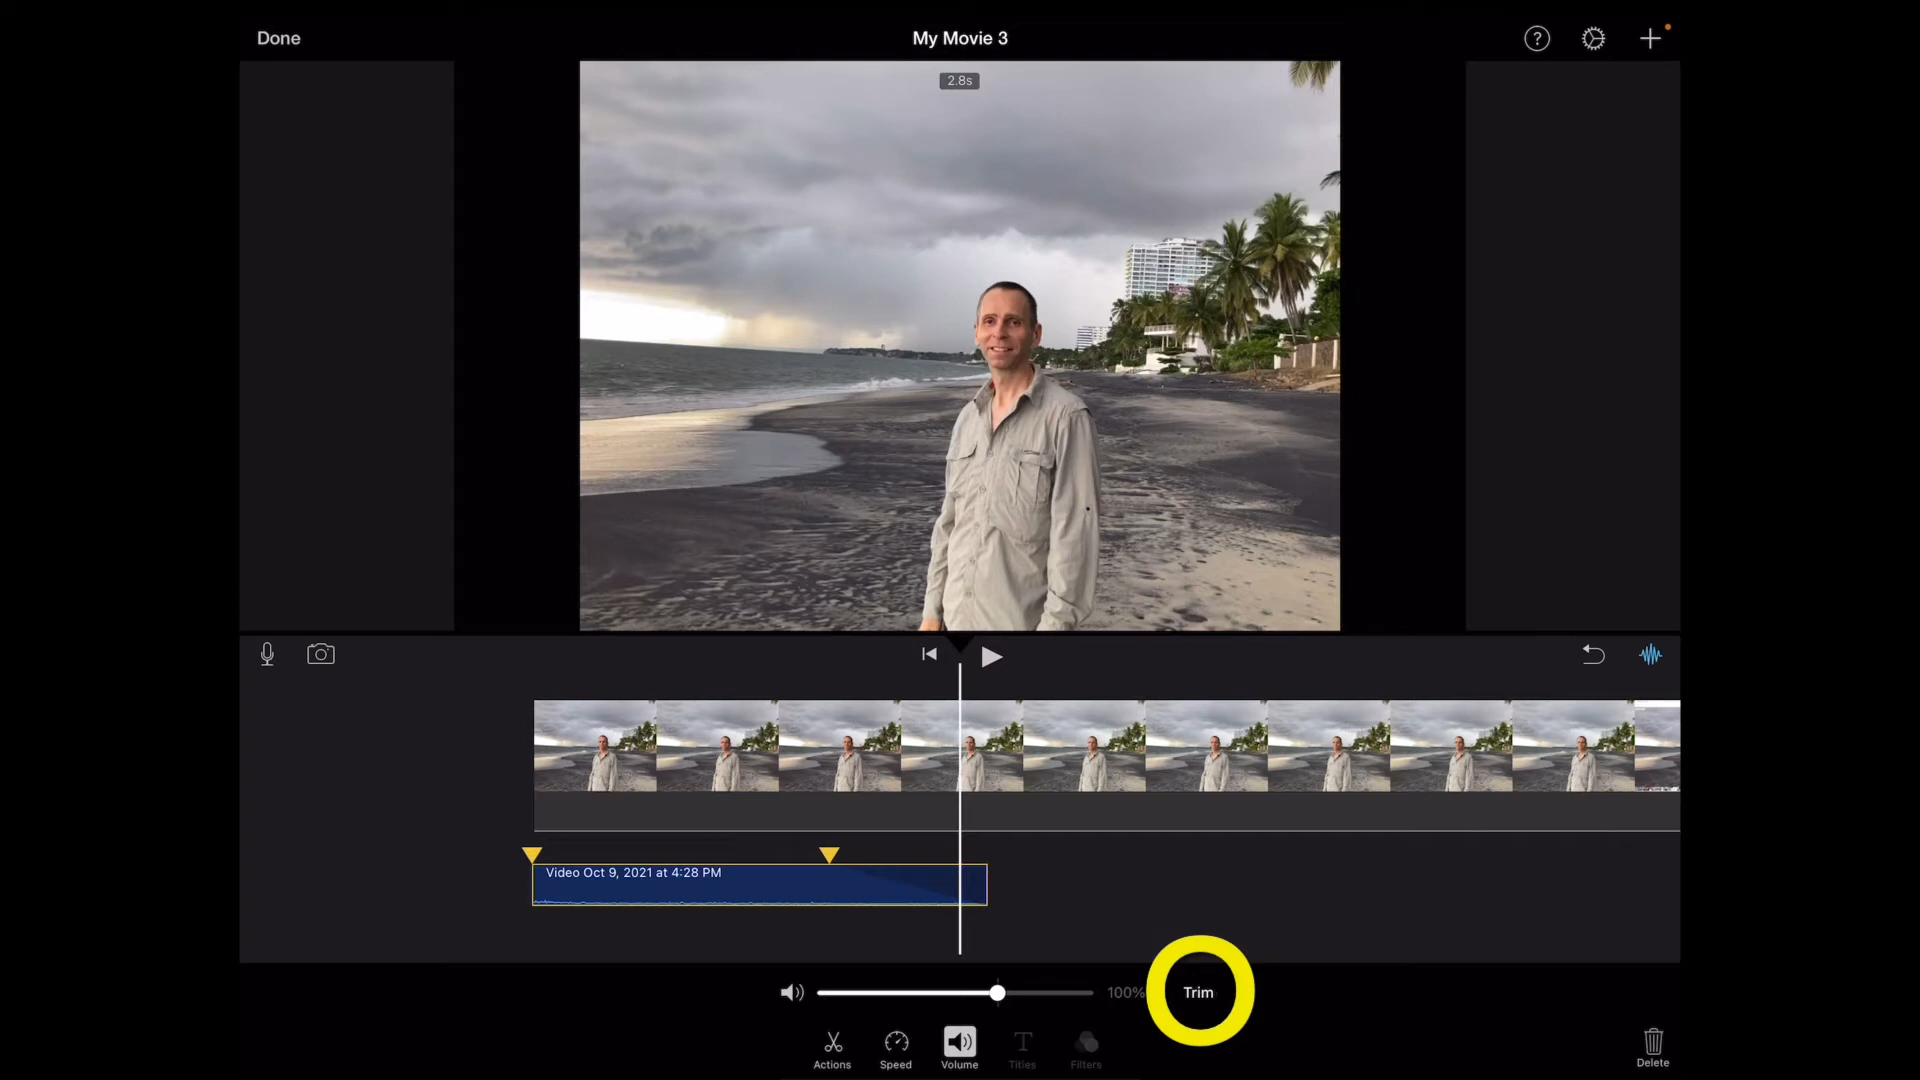 Done
My Movie 3
?
2.8s
Video Oct 9, 2021 at 4:28 PM
100%
Trim
Actions
Speed
Volume
T
Titles
Filters
Delete